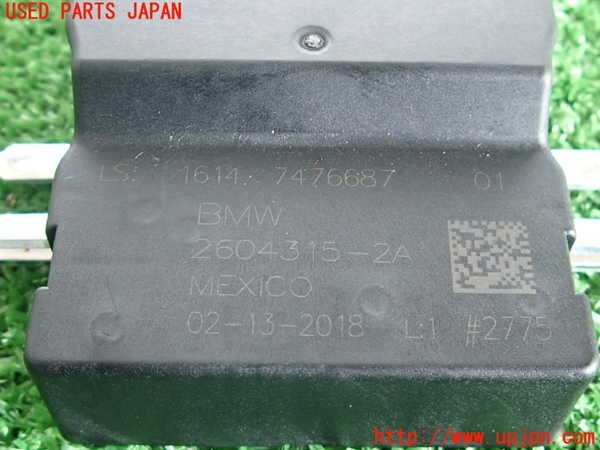 USED PARTS JAPAN
LS: 1614 7476687 01
BMW
2604315-2A
MEXICO
02-13-2018 L:1 #2775
http://www.upjpn.com